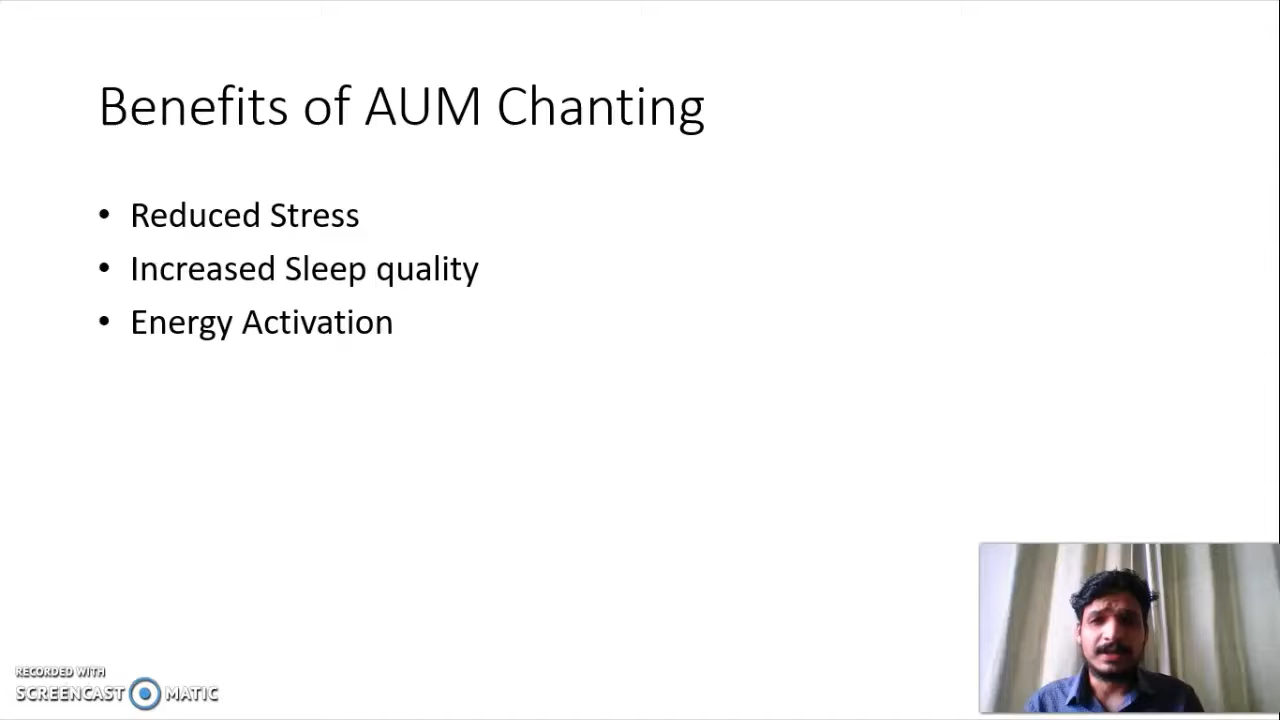 Benefits of AUM Chanting
• Reduced Stress
• Increased Sleep quality
• Energy Activation
RECORDED WITH
SCREENCAST MATIC